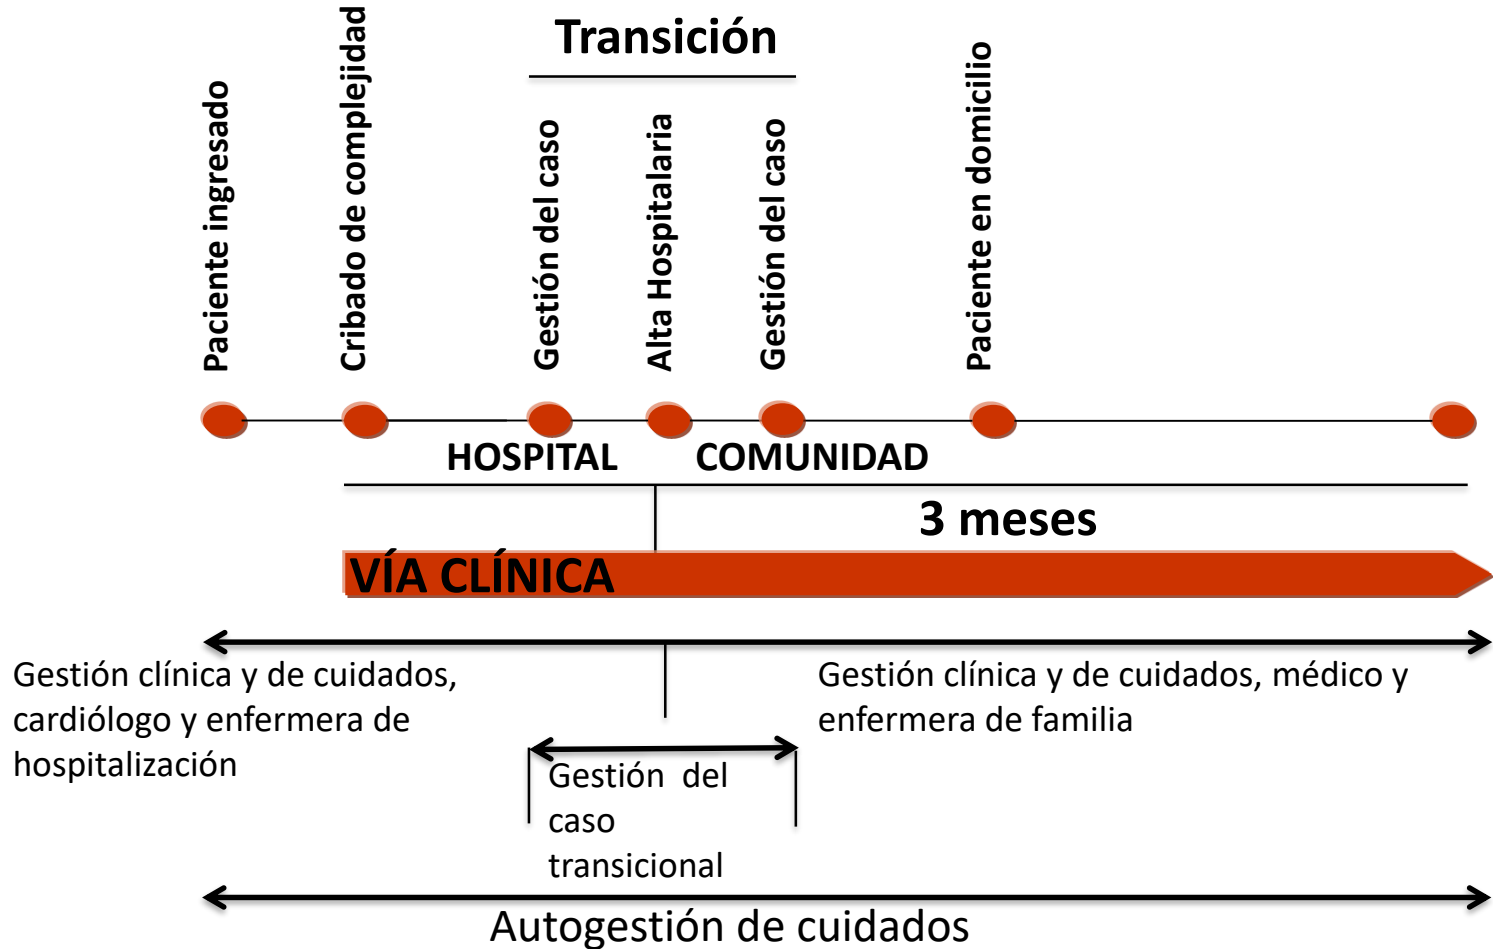 Transición
Paciente ingresado
Cribado de complejidad
Gestión del caso
Alta Hospitalaria
Gestión del caso
Paciente en domicilio
HOSPITAL
COMUNIDAD
3 meses
VÍA CLÍNICA
Gestión clínica y de cuidados,
cardiólogo y enfermera de
hospitalización
Gestión clínica y de cuidados, médico y
enfermera de familia
Gestión del
caso
transicional
Autogestión de cuidados